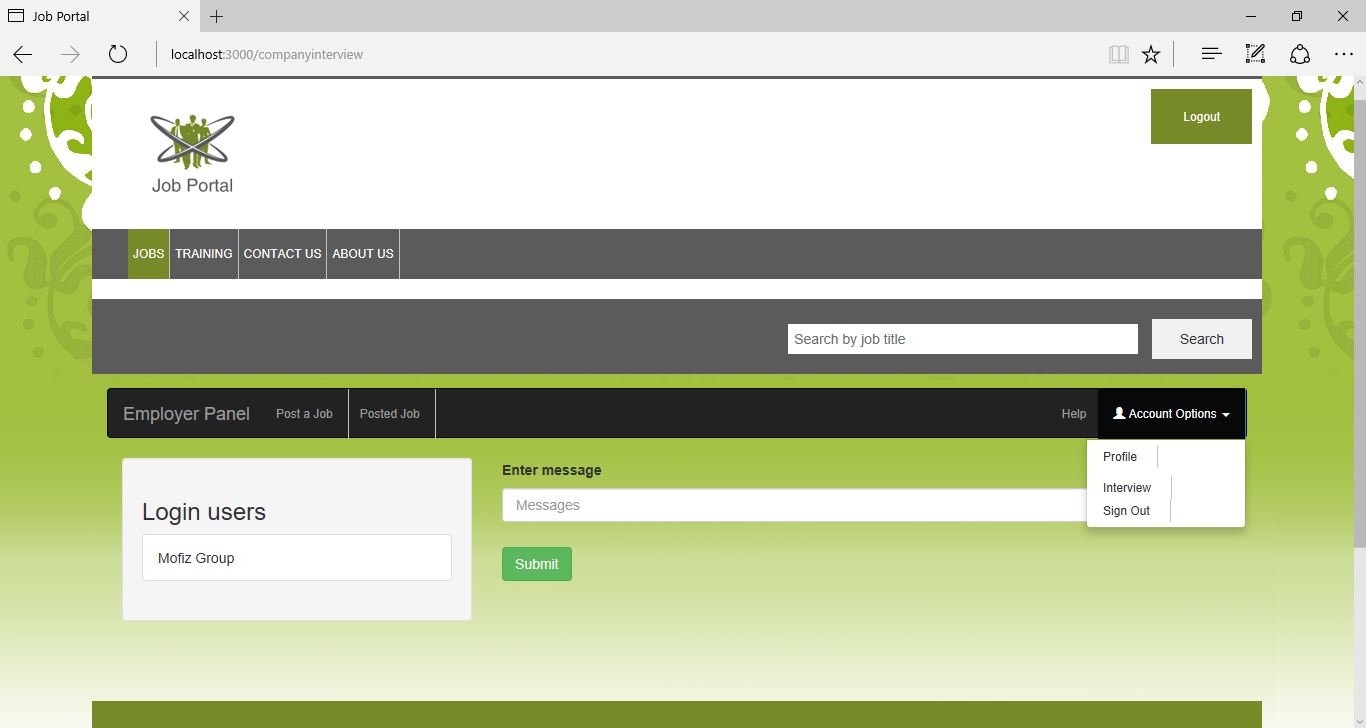 Job Portal
localhost:3000/companyinterview
Logout
Job Portal
JOBS TRAINING CONTACT US ABOUT US
Search by job title Search
Employer Panel Post a Job Posted Job Help Account Options
Profile
Interview
Sign Out
Login users
Mofiz Group
Enter message
Messages
Submit